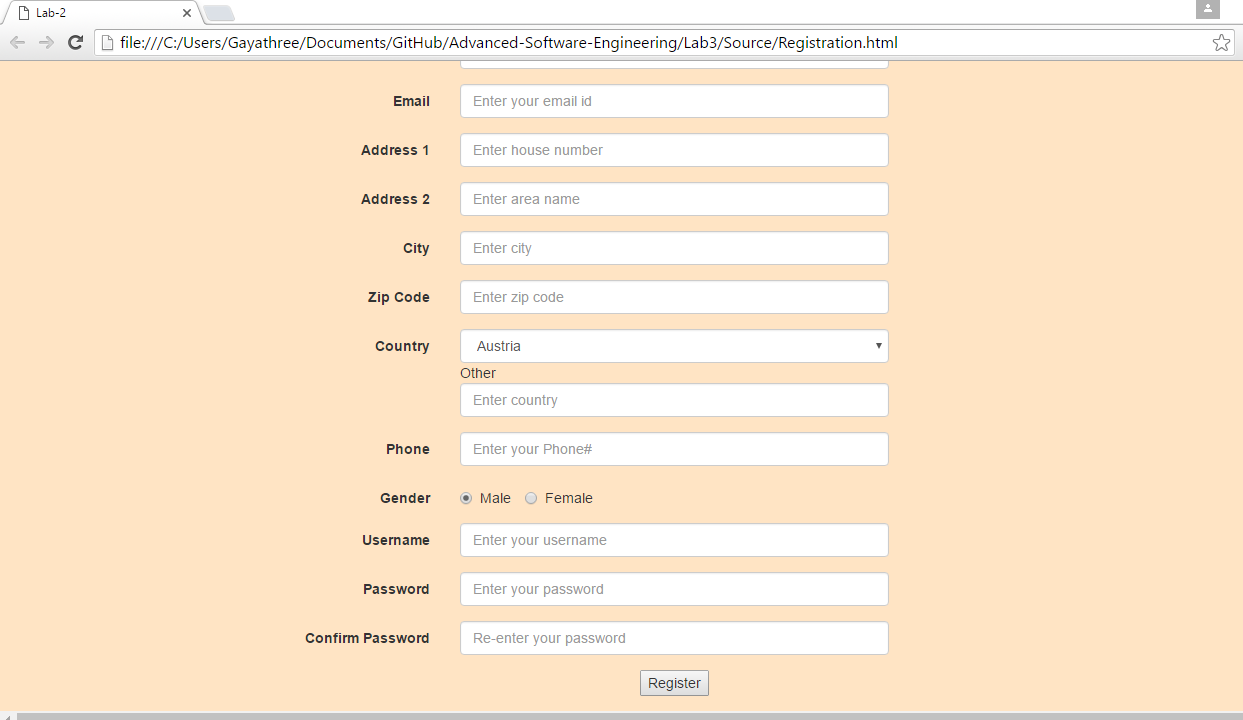 Lab-2
file:///C:/Users/Gayathree/Documents/GitHub/Advanced-Software-Engineering/Lab3/Source/Registration.html
Email Enter your email id
Address 1 Enter house number
Address 2 Enter area name
City Enter city
Zip Code Enter zip code
Country Austria
Other
Enter country
Phone Enter your Phone#
Gender Male Female
Username Enter your username
Password Enter your password
Confirm Password Re-enter your password
Register